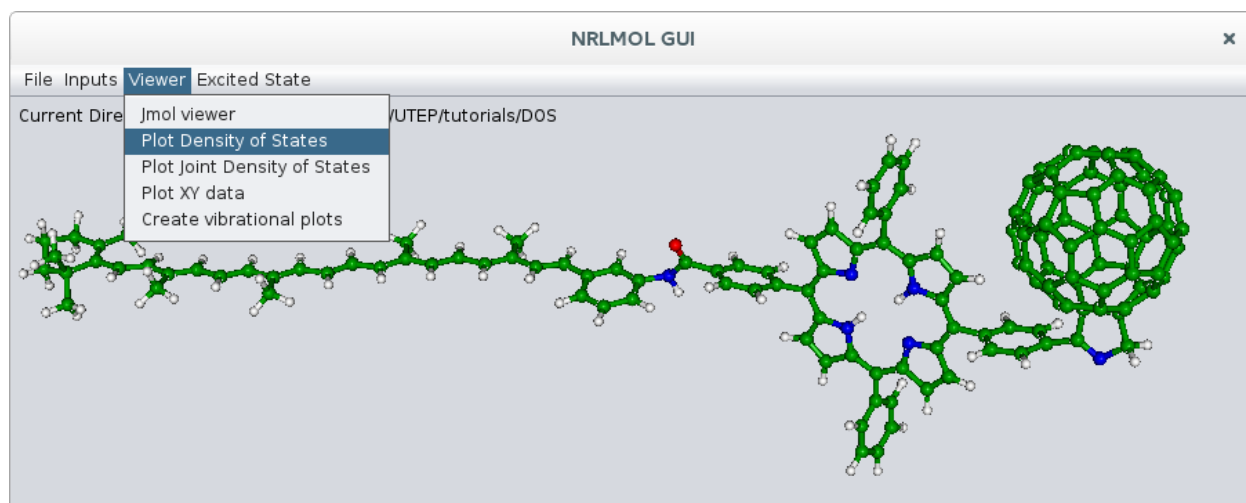 NRLMOL GUI ×
File Inputs Viewer Excited State
Current Dire /UTEP/tutorials/DOS
Jmol viewer
Plot Density of States
Plot Joint Density of States
Plot XY data
Create vibrational plots